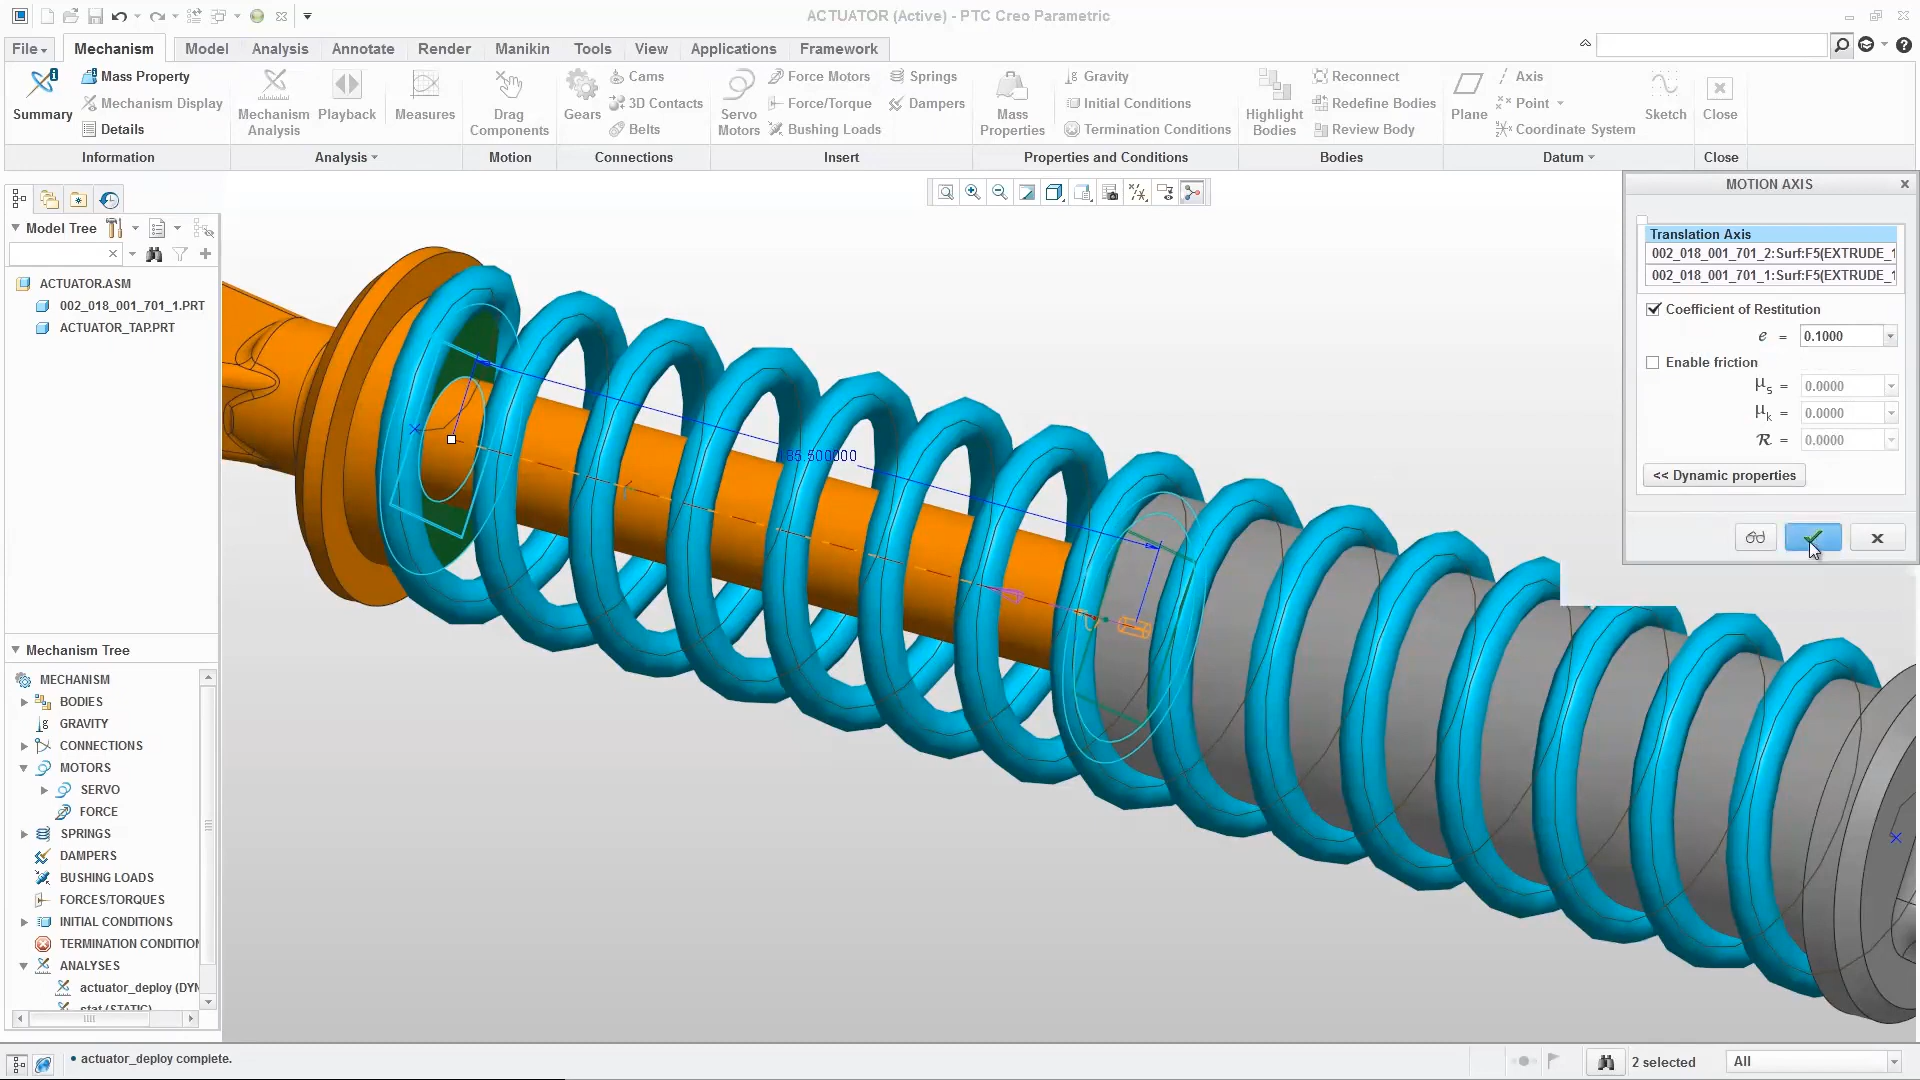 ACTUATOR (Active) - PTC Creo Parametric
File Mechanism Model Analysis Annotate Render Manikin Tools View Applications Framework
Summary
Mass Property
Mechanism Display
Details
Information
Mechanism Analysis
Playback
Measures
Analysis
Drag Components
Motion
Gears
Cams
3D Contacts
Belts
Connections
Servo Motors
Force Motors
Force/Torque
Bushing Loads
Springs
Dampers
Insert
Mass Properties
Gravity
Initial Conditions
Termination Conditions
Properties and Conditions
Highlight Bodies
Reconnect
Redefine Bodies
Review Body
Bodies
Plane
Axis
Point
Coordinate System
Sketch
Datum
Close
Close
Model Tree
ACTUATOR.ASM
002_018_001_701_1.PRT
ACTUATOR_TAP.PRT
Mechanism Tree
MECHANISM
BODIES
GRAVITY
CONNECTIONS
MOTORS
SERVO
FORCE
SPRINGS
DAMPERS
BUSHING LOADS
FORCES/TORQUES
INITIAL CONDITIONS
TERMINATION CONDITION
ANALYSES
actuator_deploy (DYN
stat (STATIC)
85.500000
MOTION AXIS
Translation Axis
002_018_001_701_2:Surf:F5(EXTRUDE_1
002_018_001_701_1:Surf:F5(EXTRUDE_1
Coefficient of Restitution
e = 0.1000
Enable friction
μs = 0.0000
μk = 0.0000
R = 0.0000
<< Dynamic properties
• actuator_deploy complete.
2 selected
All